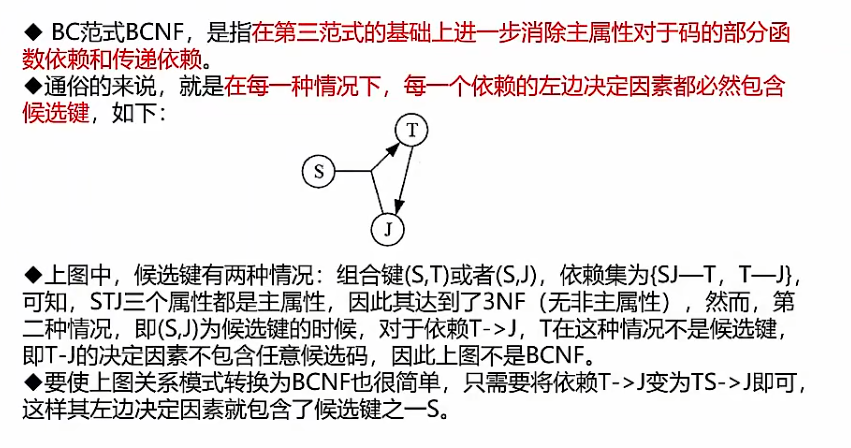 ◆ BC范式BCNF，是指在第三范式的基础上进一步消除主属性对于码的部分函
数依赖和传递依赖。
◆通俗的来说，就是在每一种情况下，每一个依赖的左边决定因素都必然包含
候选键，如下：
T
S
J
◆上图中，候选键有两种情况：组合键(S,T)或者(S,J)，依赖集为{SJ—T，T—J}，
可知，STJ三个属性都是主属性，因此其达到了3NF（无非主属性），然而，第
二种情况，即(S,J)为候选键的时候，对于依赖T->J，T在这种情况不是候选键，
即T-J的决定因素不包含任意候选码，因此上图不是BCNF。
◆要使上图关系模式转换为BCNF也很简单，只需要将依赖T->J变为TS->J即可，
这样其左边决定因素就包含了候选键之一S。